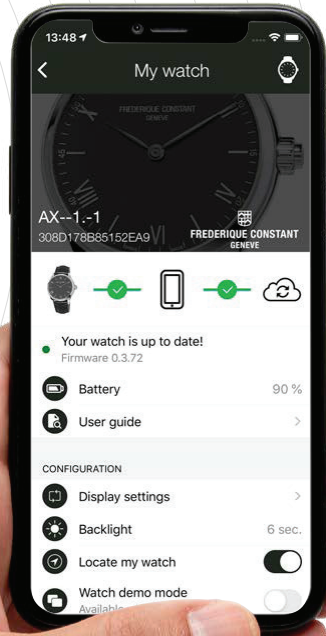 13:48
My watch
FREDERIQUE CONSTANT
GENEVE
AX--1.-1
308D178B85152EA9
FREDERIQUE CONSTANT
GENEVE
Your watch is up to date!
Firmware 0.3.72
Battery 90 %
User guide
CONFIGURATION
Display settings
Backlight 6 sec.
Locate my watch
Watch demo mode
Available